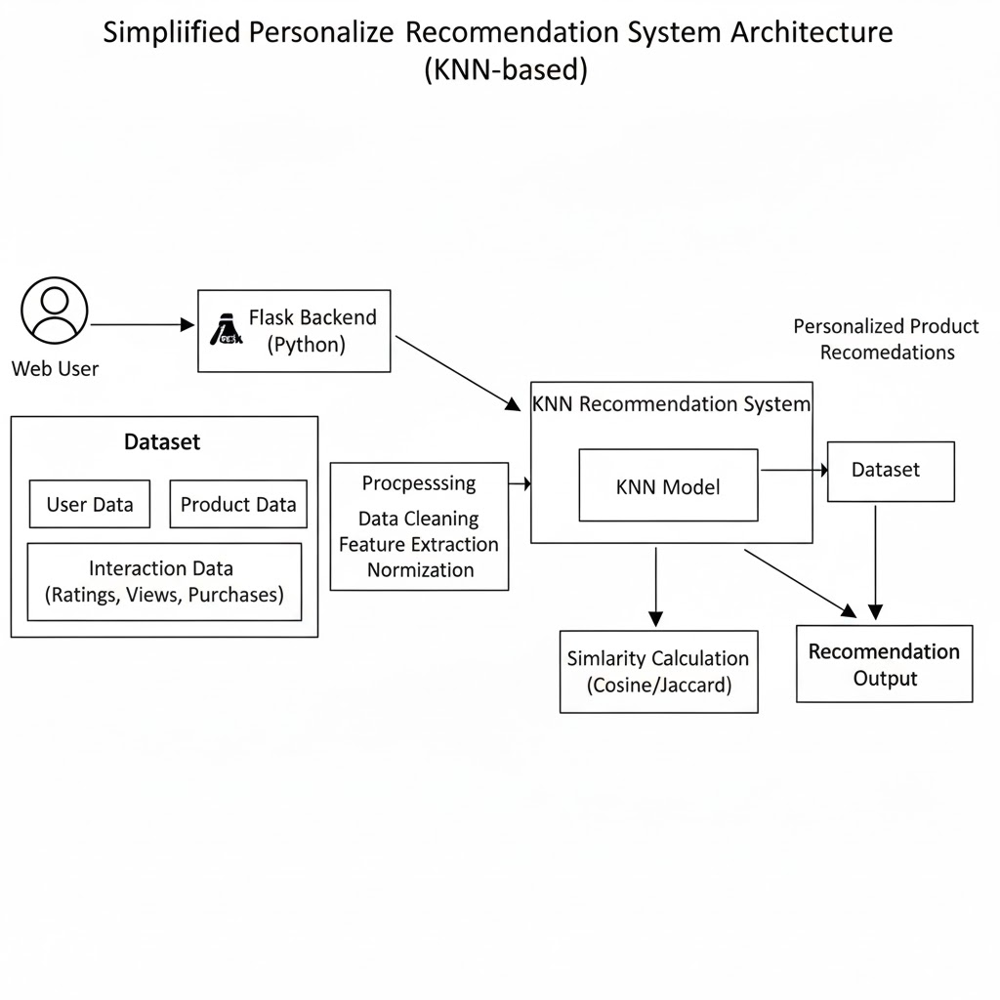 Simpliified Personalize Recomendation System Architecture
(KNN-based)
Web User
Flask Backend
(Python)
Personalized Product
Recomedations
KNN Recommendation System
KNN Model
Dataset
Dataset
User Data
Product Data
Interaction Data
(Ratings, Views, Purchases)
Procpesssing
Data Cleaning
Feature Extraction
Normization
Simlarity Calculation
(Cosine/Jaccard)
Recomendation
Output